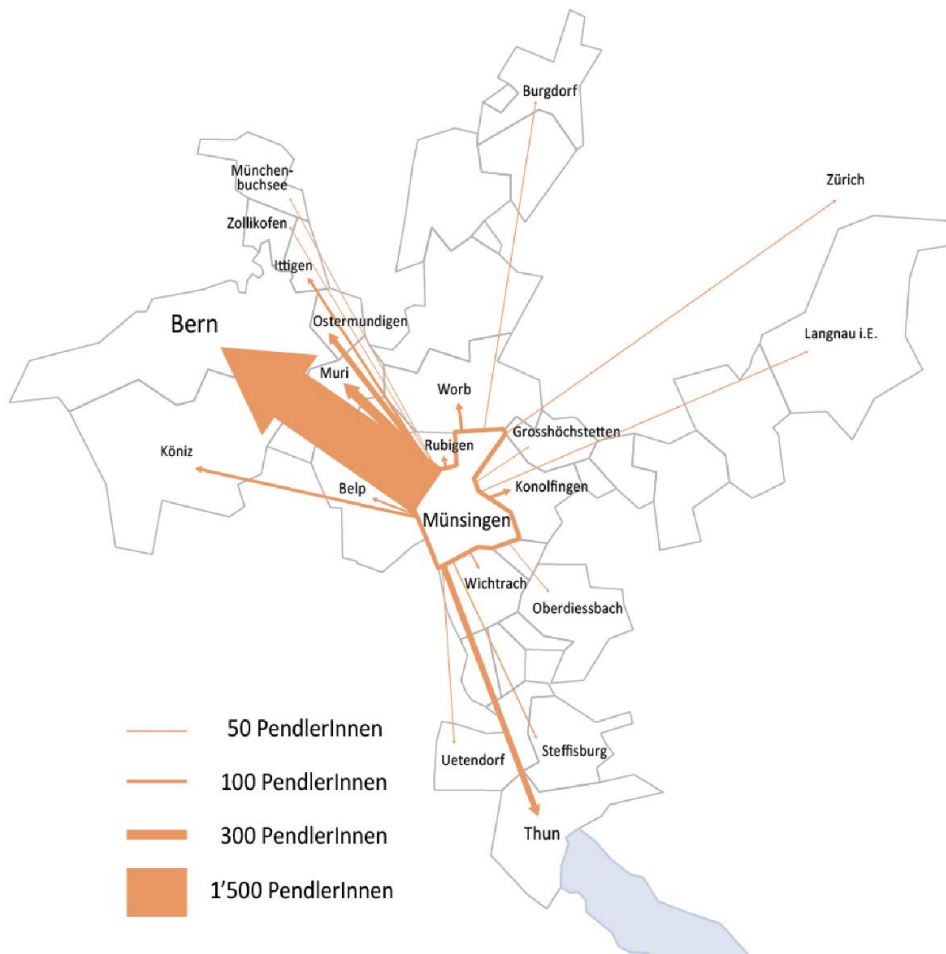 Burgdorf
München-
buchsee
Zürich
Zollikofen
Ittigen
Bern
Ostermundigen
Langnau i.E.
Muri
Worb
Grosshöchstetten
Rubigen
Köniz
Belp
Konolfingen
Münsingen
Wichtrach
Oberdiessbach
Uetendorf
Steffisburg
Thun
50 PendlerInnen
100 PendlerInnen
300 PendlerInnen
1'500 PendlerInnen